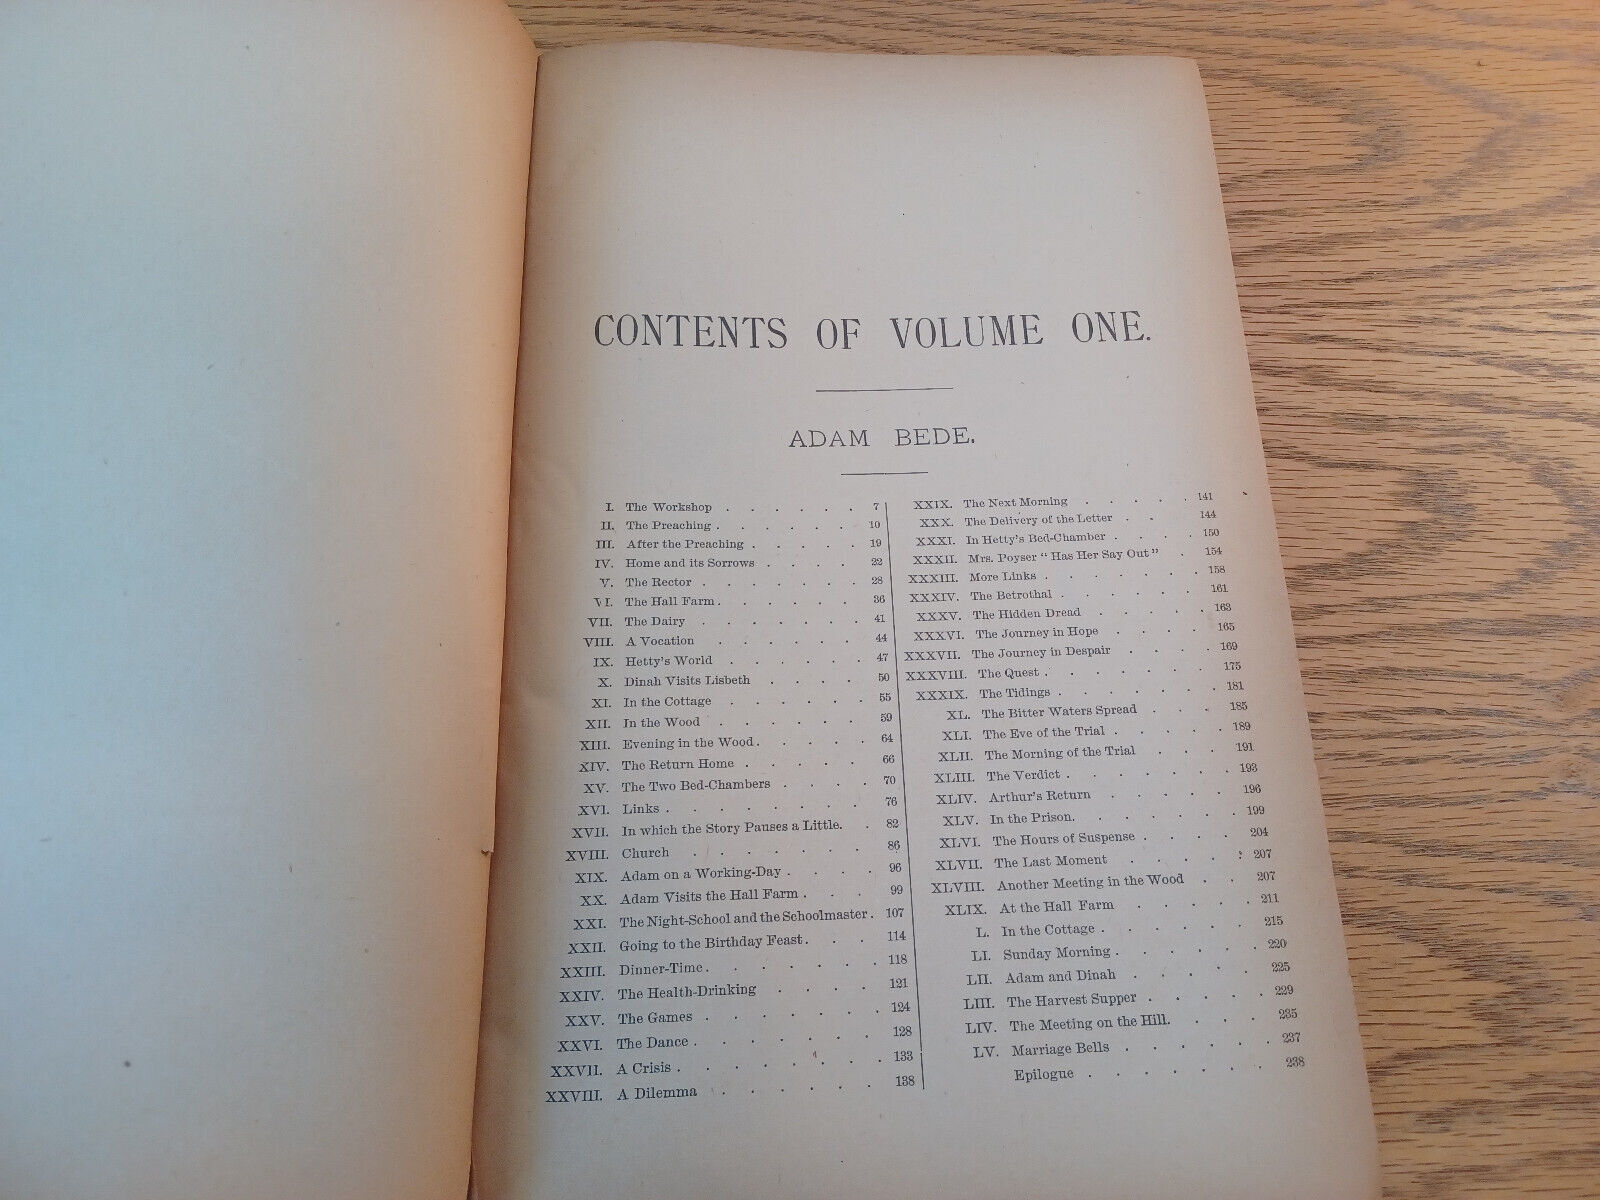 CONTENTS OF VOLUME ONE.
ADAM BEDE.
I. The Workshop . . . . . . 7
II. The Preaching . . . . . . 10
III. After the Preaching . . . . . 19
IV. Home and its Sorrows . . . . 22
V. The Rector . . . . . . . 28
VI. The Hall Farm . . . . . . 36
VII. The Dairy . . . . . . . 41
VIII. A Vocation . . . . . . . 44
IX. Hetty's World . . . . . . 47
X. Dinah Visits Lisbeth . . . . 50
XI. In the Cottage . . . . . . 55
XII. In the Wood . . . . . . 59
XIII. Evening in the Wood . . . . . 64
XIV. The Return Home . . . . . 66
XV. The Two Bed-Chambers . . . . 70
XVI. Links . . . . . . . . 76
XVII. In which the Story Pauses a Little. . 82
XVIII. Church . . . . . . . 86
XIX. Adam on a Working-Day . . . . 96
XX. Adam Visits the Hall Farm . . . 99
XXI. The Night-School and the Schoolmaster . 107
XXII. Going to the Birthday Feast . . . 114
XXIII. Dinner-Time . . . . . . . 118
XXIV. The Health-Drinking . . . . 121
XXV. The Games . . . . . . . 124
XXVI. The Dance . . . . . . . 128
XXVII. A Crisis . . . . . . . . 133
XXVIII. A Dilemma . . . . . . 138
XXIX. The Next Morning . . . . . 141
XXX. The Delivery of the Letter . . . 144
XXXI. In Hetty's Bed-Chamber . . . . 150
XXXII. Mrs. Poyser "Has Her Say Out" . 154
XXXIII. More Links . . . . . . . 158
XXXIV. The Betrothal . . . . . . 161
XXXV. The Hidden Dread . . . . . 163
XXXVI. The Journey in Hope . . . . 165
XXXVII. The Journey in Despair . . . . 169
XXXVIII. The Quest . . . . . . . 175
XXXIX. The Tidings . . . . . . . 181
XL. The Bitter Waters Spread . . . 185
XLI. The Eve of the Trial . . . . . 189
XLII. The Morning of the Trial . . . 191
XLIII. The Verdict . . . . . . . 193
XLIV. Arthur's Return . . . . . 196
XLV. In the Prison. . . . . . . 199
XLVI. The Hours of Suspense . . . . 204
XLVII. The Last Moment . . . . . 207
XLVIII. Another Meeting in the Wood . . 207
XLIX. At the Hall Farm . . . . . 211
L. In the Cottage . . . . . . 215
LI. Sunday Morning . . . . . . 220
LII. Adam and Dinah . . . . . 225
LIII. The Harvest Supper . . . . . 229
LIV. The Meeting on the Hill. . . . 235
LV. Marriage Bells . . . . . . 237
Epilogue . . . . . . . 238